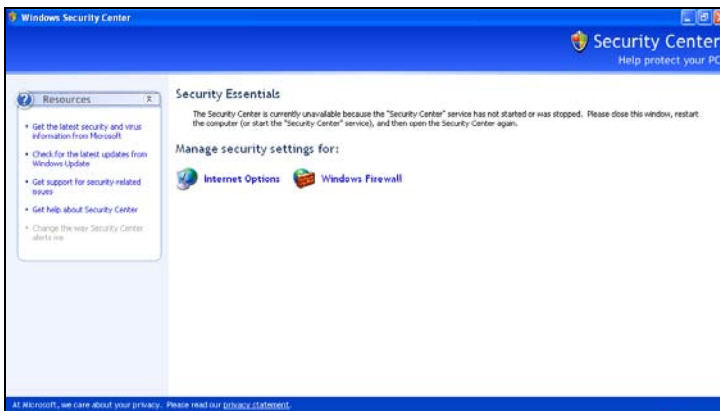 Windows Security Center
Security Center
Help protect your PC
Resources
Get the latest security and virus
information from Microsoft
Check for the latest updates from
Windows Update
Get support for security-related
issues
Get help about Security Center
Change the way Security Center
alerts me
Security Essentials
The Security Center is currently unavailable because the "Security Center" service has not started or was stopped. Please close this window, restart
the computer (or start the "Security Center" service), and then open the Security Center again.
Manage security settings for:
Internet Options
Windows Firewall
At Microsoft, we care about your privacy. Please read our privacy statement.